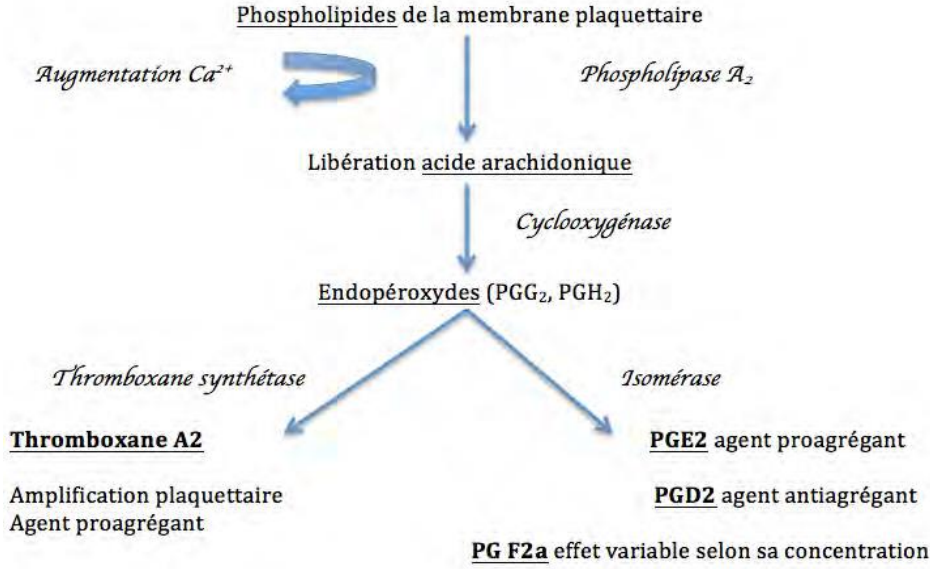 Phospholipides de la membrane plaquettaire
Augmentation Ca²⁺
Phospholipase A₂
Libération acide arachidonique
Cyclooxygénase
Endopéroxydes (PGG₂, PGH₂)
Thromboxane synthétase
Isomérase
Thromboxane A2
PGE2 agent proagrégant
Amplification plaquettaire
PGD2 agent antiagrégant
Agent proagrégant
PG F2a effet variable selon sa concentration